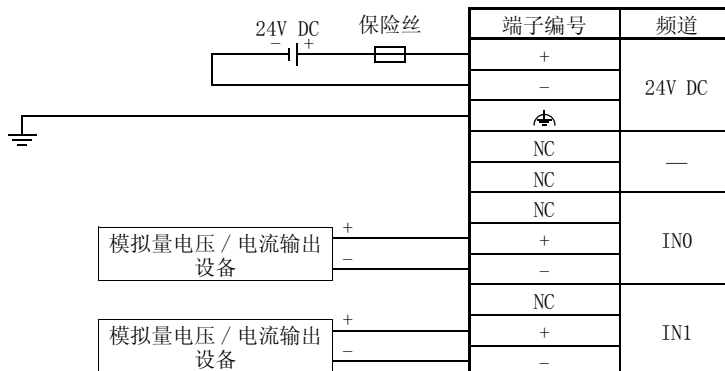 24V DC
保险丝
- +
端子编号 频道
+
-
24V DC
NC
—
NC
NC
模拟量电压 / 电流输出
设备
+
-
+
IN0
-
NC
模拟量电压 / 电流输出
设备
+
-
+
IN1
-